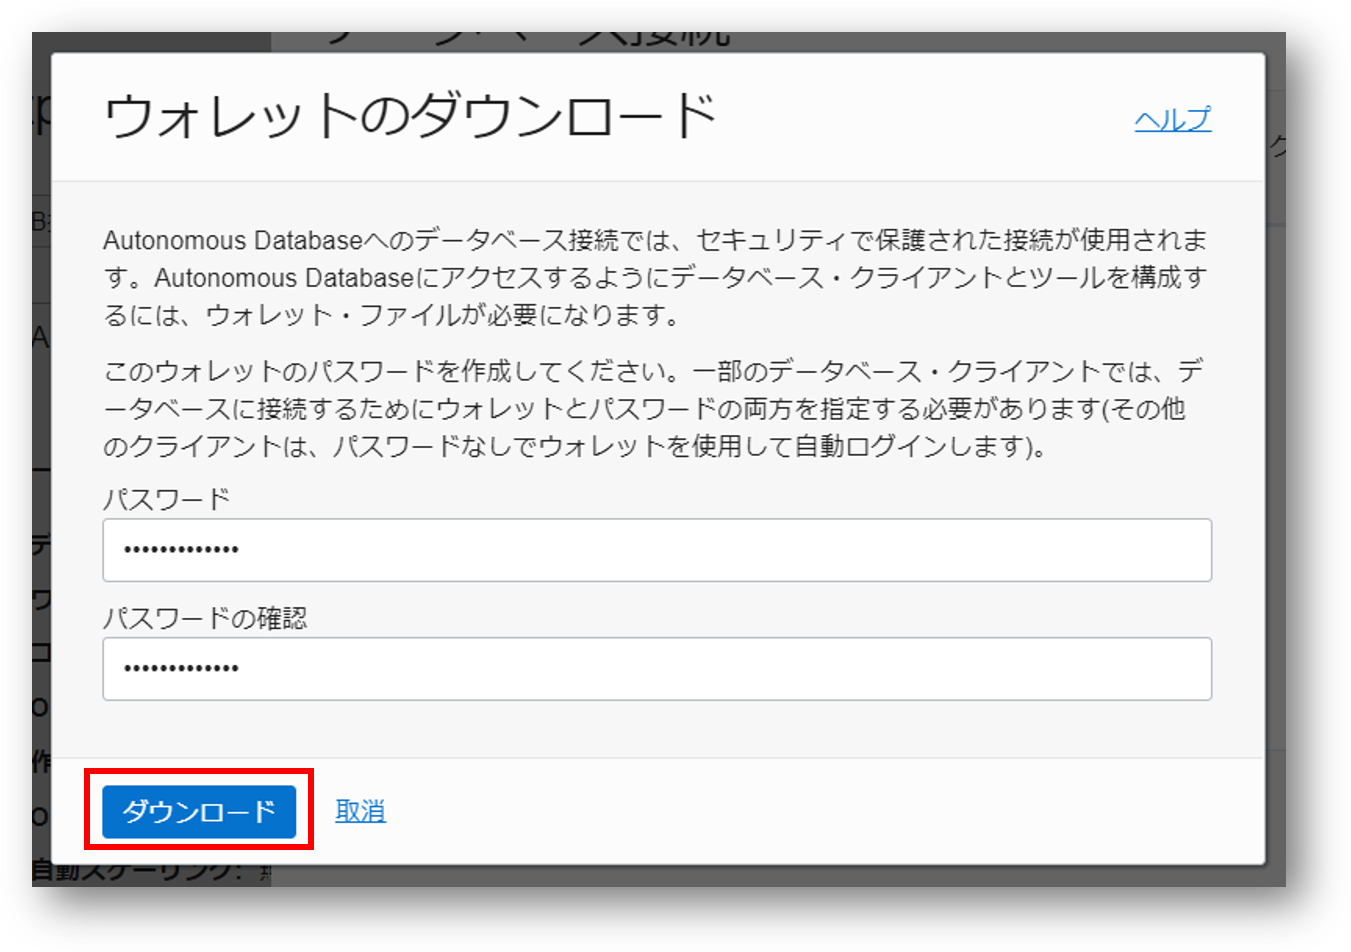 ウォレットのダウンロード
ヘルプ
Autonomous Databaseへのデータベース接続では、セキュリティで保護された接続が使用されま
す。Autonomous Databaseにアクセスするようにデータベース・クライアントとツールを構成す
るには、ウォレット・ファイルが必要になります。
このウォレットのパスワードを作成してください。一部のデータベース・クライアントでは、デ
ータベースに接続するためにウォレットとパスワードの両方を指定する必要があります(その他
のクライアントは、パスワードなしでウォレットを使用して自動ログインします)。
パスワード
•••••••••••••
パスワードの確認
•••••••••••••
ダウンロード
取消
自動スケーリング: